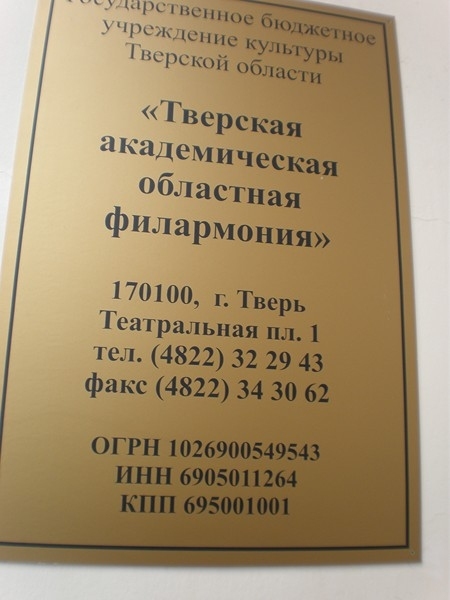 Государственное бюджетное
учреждение культуры
Тверской области
«Тверская
академическая
областная
филармония»
170100, г. Тверь
Театральная пл. 1
тел. (4822) 32 29 43
факс (4822) 34 30 62
ОГРН 1026900549543
ИНН 6905011264
КПП 695001001